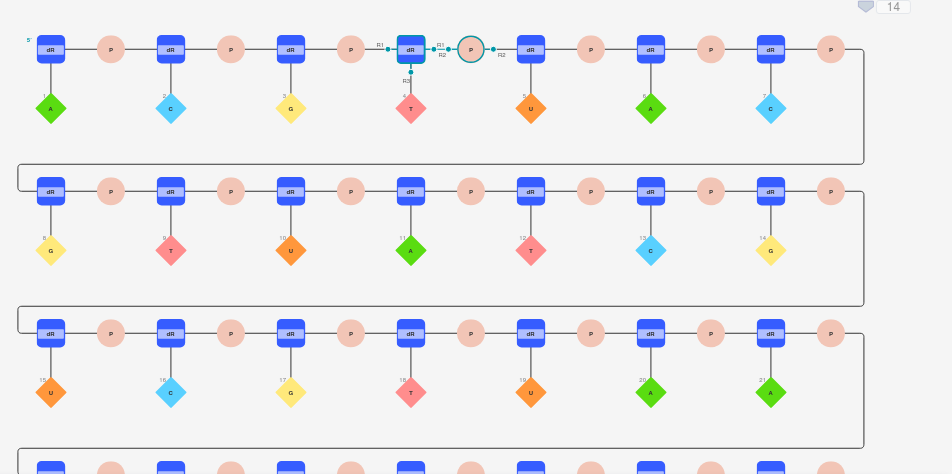 14
5'
dR P dR P dR P R1 dR R1 R2 P R2 dR P dR P dR P
R3
1 2 3 4 5 6 7
A C G T U A C
dR P dR P dR P dR P dR P dR P dR P
8 9 10 11 12 13 14
G T U A T C G
dR P dR P dR P dR P dR P dR P dR P
15 16 17 18 19 20 21
U C G T U A A